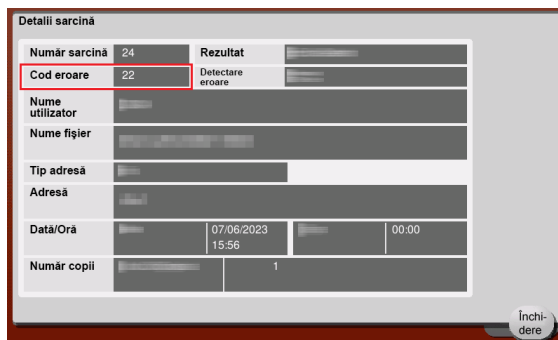 Detalii sarcină
Număr sarcină 24 Rezultat
Cod eroare 22 Detectare
eroare
Nume
utilizator
Nume fişier
Tip adresă
Adresă
Dată/Oră 07/06/2023 00:00
15:56
Număr copii 1
Închi-
dere